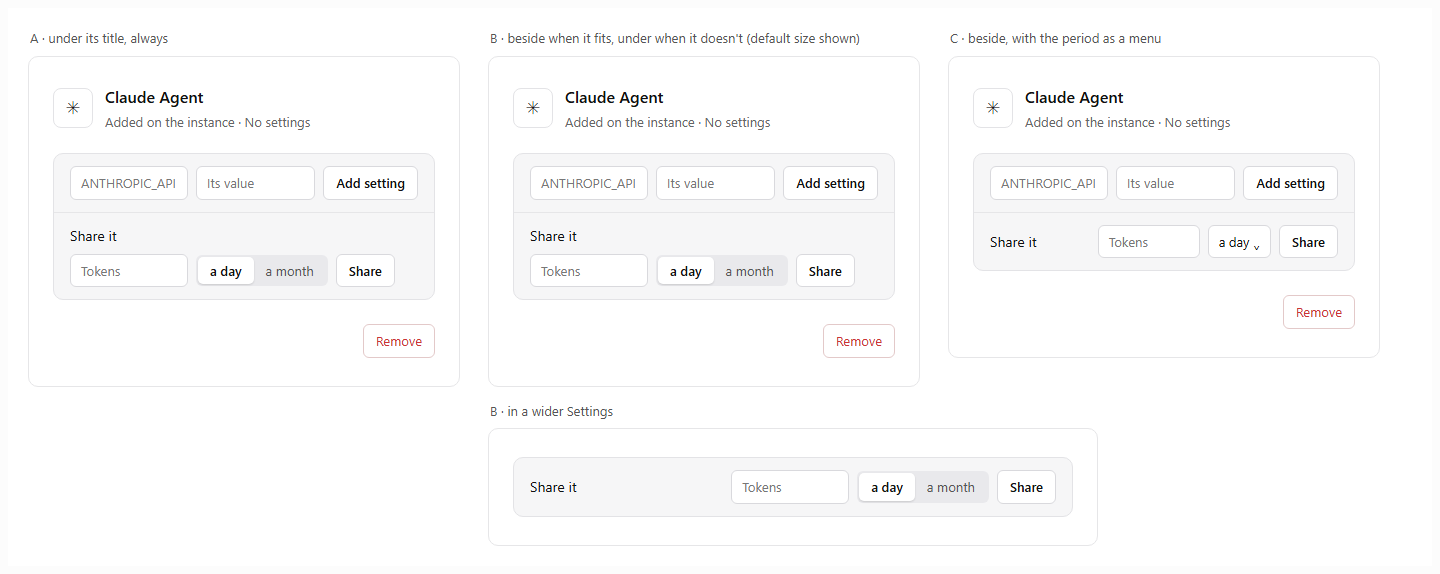 A · under its title, always
Claude Agent
Added on the instance · No settings
ANTHROPIC_API Its value Add setting
Share it
Tokens a day a month Share
Remove
B · beside when it fits, under when it doesn't (default size shown)
Claude Agent
Added on the instance · No settings
ANTHROPIC_API Its value Add setting
Share it
Tokens a day a month Share
Remove
C · beside, with the period as a menu
Claude Agent
Added on the instance · No settings
ANTHROPIC_API Its value Add setting
Share it Tokens a day Share
Remove
B · in a wider Settings
Share it Tokens a day a month Share